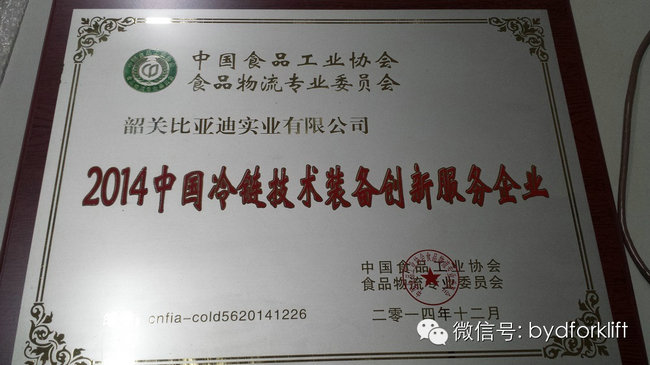 中国食品工业协会
食品物流专业委员会
韶关比亚迪实业有限公司
2014中国冷链技术装备创新服务企业
中国食品工业协会
食品物流专业委员会
cnfia-cold5620141226
二零一四年十二月
微信号: bydforklift